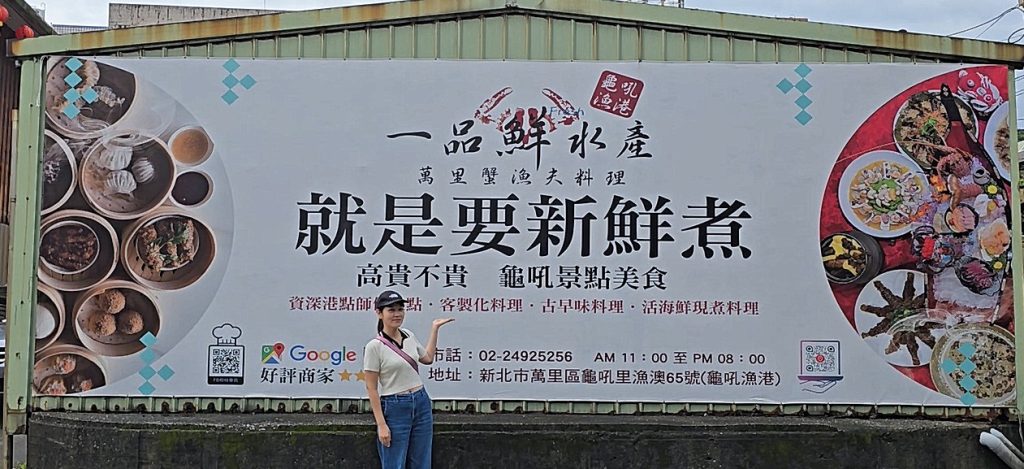 龜吼
漁港
Fresh
一品鮮水產
萬里蟹漁夫料理
就是要新鮮煮
高貴不貴 龜吼景點美食
資深港點師 點·客製化料理·古早味料理·活海鮮現煮料理
Google
好評商家
市話：02-24925256 AM 11：00 至 PM 08：00
地址：新北市萬里區龜吼里漁澳65號(龜吼漁港)